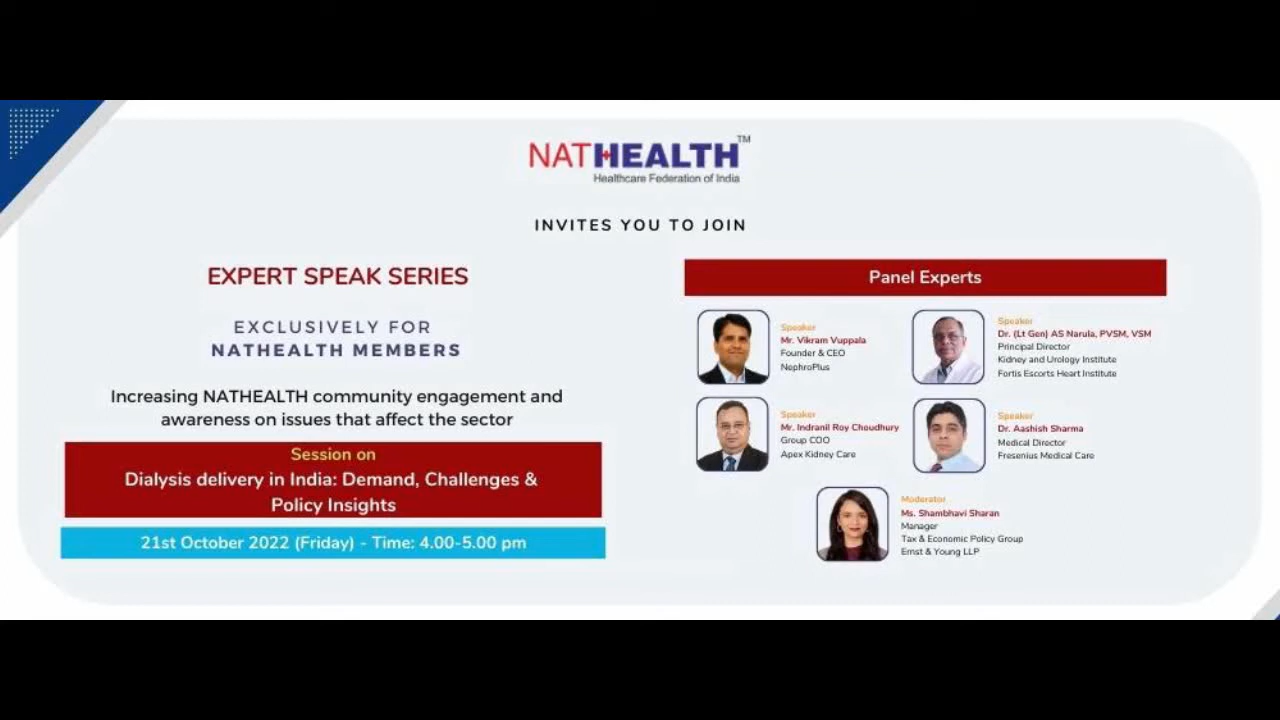 NATHEALTH™
Healthcare Federation of India
INVITES YOU TO JOIN
EXPERT SPEAK SERIES
EXCLUSIVELY FOR
NATHEALTH MEMBERS
Increasing NATHEALTH community engagement and
awareness on issues that affect the sector
Session on
Dialysis delivery in India: Demand, Challenges &
Policy Insights
21st October 2022 (Friday) - Time: 4.00-5.00 pm
Panel Experts
Speaker
Mr. Vikram Vuppala
Founder & CEO
NephroPlus
Speaker
Dr. (Lt Gen) AS Narula, PVSM, VSM
Principal Director
Kidney and Urology Institute
Fortis Escorts Heart Institute
Speaker
Mr. Indranil Roy Choudhury
Group COO
Apex Kidney Care
Speaker
Dr. Aashish Sharma
Medical Director
Fresenius Medical Care
Moderator
Ms. Shambhavi Sharan
Manager
Tax & Economic Policy Group
Ernst & Young LLP